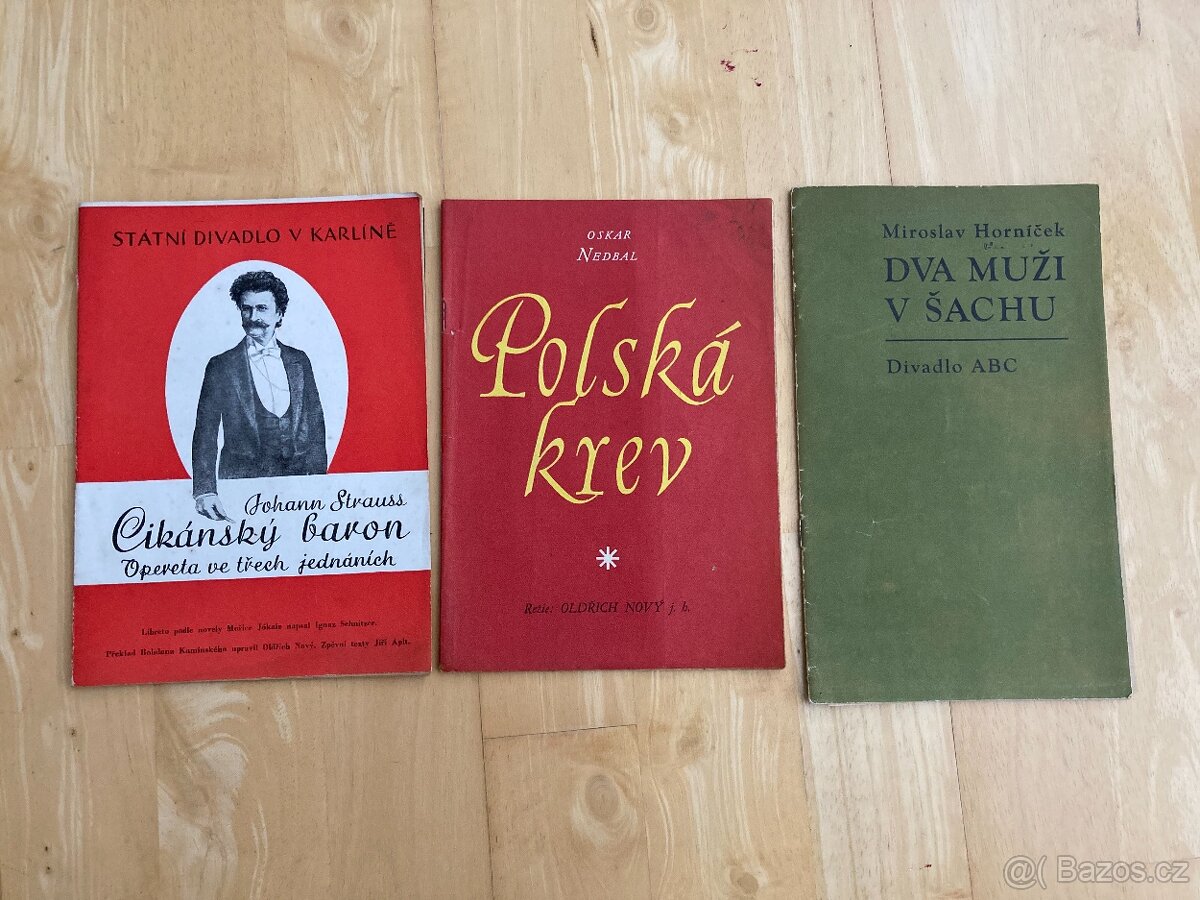 STÁTNÍ DIVADLO V KARLÍNĚ
Johann Strauss
Cikánský baron
Opereta ve třech jednáních
Libreto podle novely Mořice Jókaie napsal Ignaz Schnitzer.
Překlad Bohdana Kaminského upravil Oldřich Nový. Zpěvní texty Jiří Aplt.
OSKAR
NEDBAL
Polská
krev
Režie: OLDŘICH NOVÝ j. h.
Miroslav Horníček
DVA MUŽI
V ŠACHU
Divadlo ABC
@( Bazos.cz